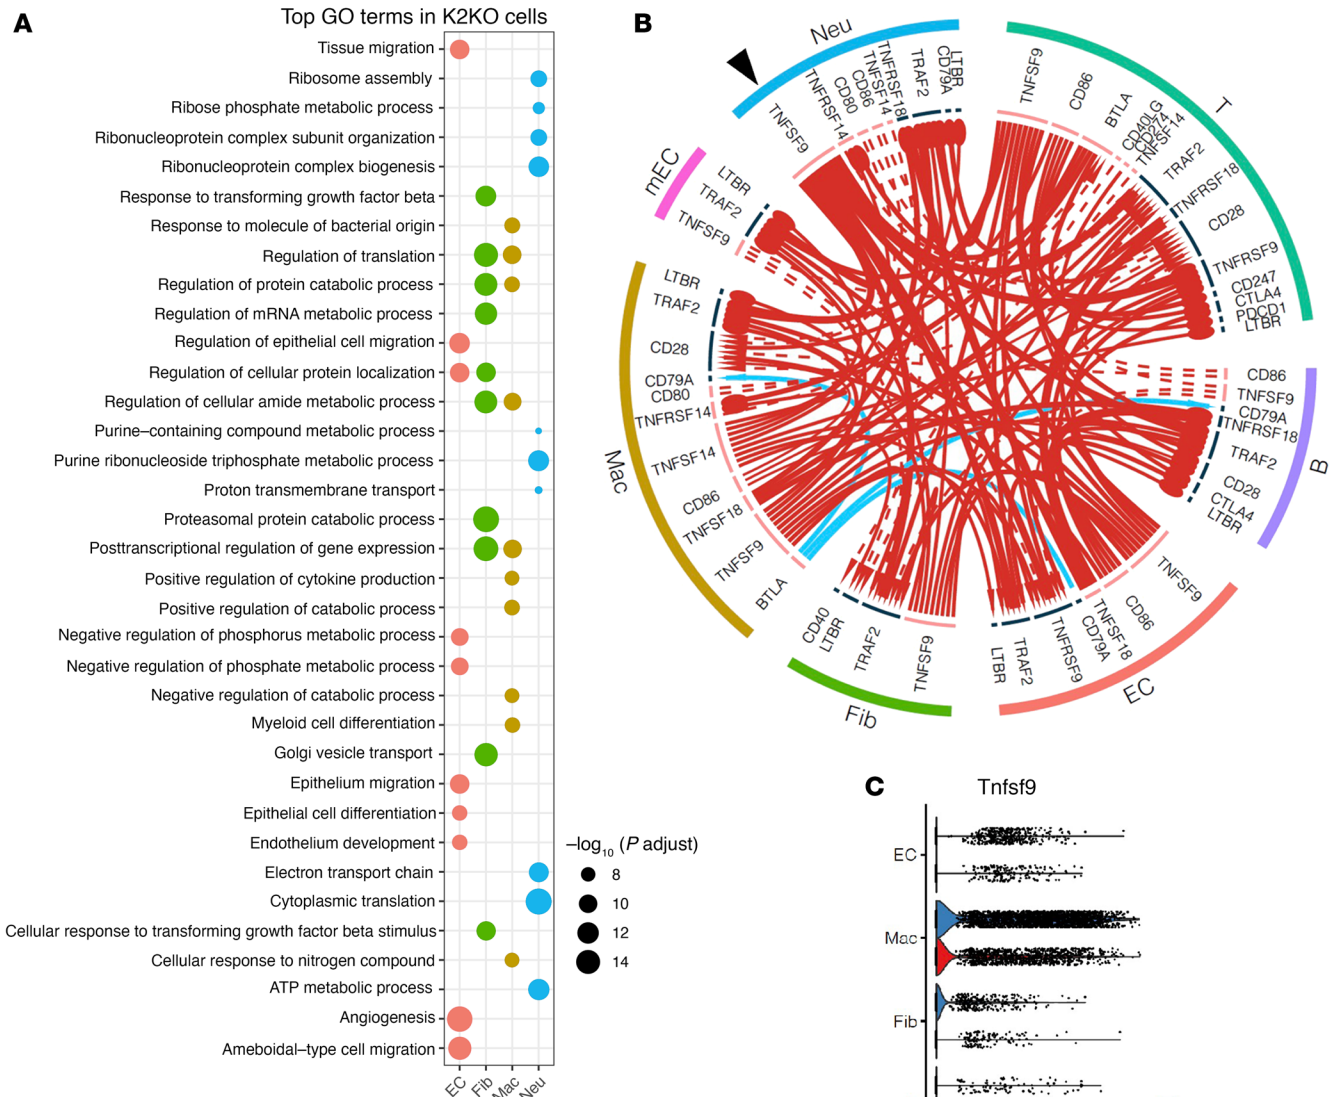 A
Top GO terms in K2KO cells
Tissue migration
Ribosome assembly
Ribose phosphate metabolic process
Ribonucleoprotein complex subunit organization
Ribonucleoprotein complex biogenesis
Response to transforming growth factor beta
Response to molecule of bacterial origin
Regulation of translation
Regulation of protein catabolic process
Regulation of mRNA metabolic process
Regulation of epithelial cell migration
Regulation of cellular protein localization
Regulation of cellular amide metabolic process
Purine–containing compound metabolic process
Purine ribonucleoside triphosphate metabolic process
Proton transmembrane transport
Proteasomal protein catabolic process
Posttranscriptional regulation of gene expression
Positive regulation of cytokine production
Positive regulation of catabolic process
Negative regulation of phosphorus metabolic process
Negative regulation of phosphate metabolic process
Negative regulation of catabolic process
Myeloid cell differentiation
Golgi vesicle transport
Epithelium migration
Epithelial cell differentiation
Endothelium development
Electron transport chain
Cytoplasmic translation
Cellular response to transforming growth factor beta stimulus
Cellular response to nitrogen compound
ATP metabolic process
Angiogenesis
Ameboidal–type cell migration
EC
Fib
Mac
Neu
–log10 (P adjust)
8
10
12
14
B
Neu
TNFSF9
TNFRSF14
CD80
CD86
TNFSF14
TNFRSF18
TRAF2
CD79A
LTBR
T
TNFSF9
CD86
BTLA
CD40LG
CD274
TNFSF14
TRAF2
TNFRSF18
CD28
TNFRSF9
CD247
CTLA4
PDCD1
LTBR
B
CD86
TNFSF9
CD79A
TNFRSF18
TRAF2
CD28
CTLA4
LTBR
EC
TNFSF9
CD86
TNFSF18
CD79A
TNFRSF9
TRAF2
LTBR
Fib
TNFSF9
TRAF2
LTBR
CD40
Mac
BTLA
TNFSF9
TNFSF18
CD86
TNFSF14
TNFRSF14
CD80
CD79A
CD28
TRAF2
LTBR
mEC
TNFSF9
TRAF2
LTBR
C
Tnfsf9
EC
Mac
Fib